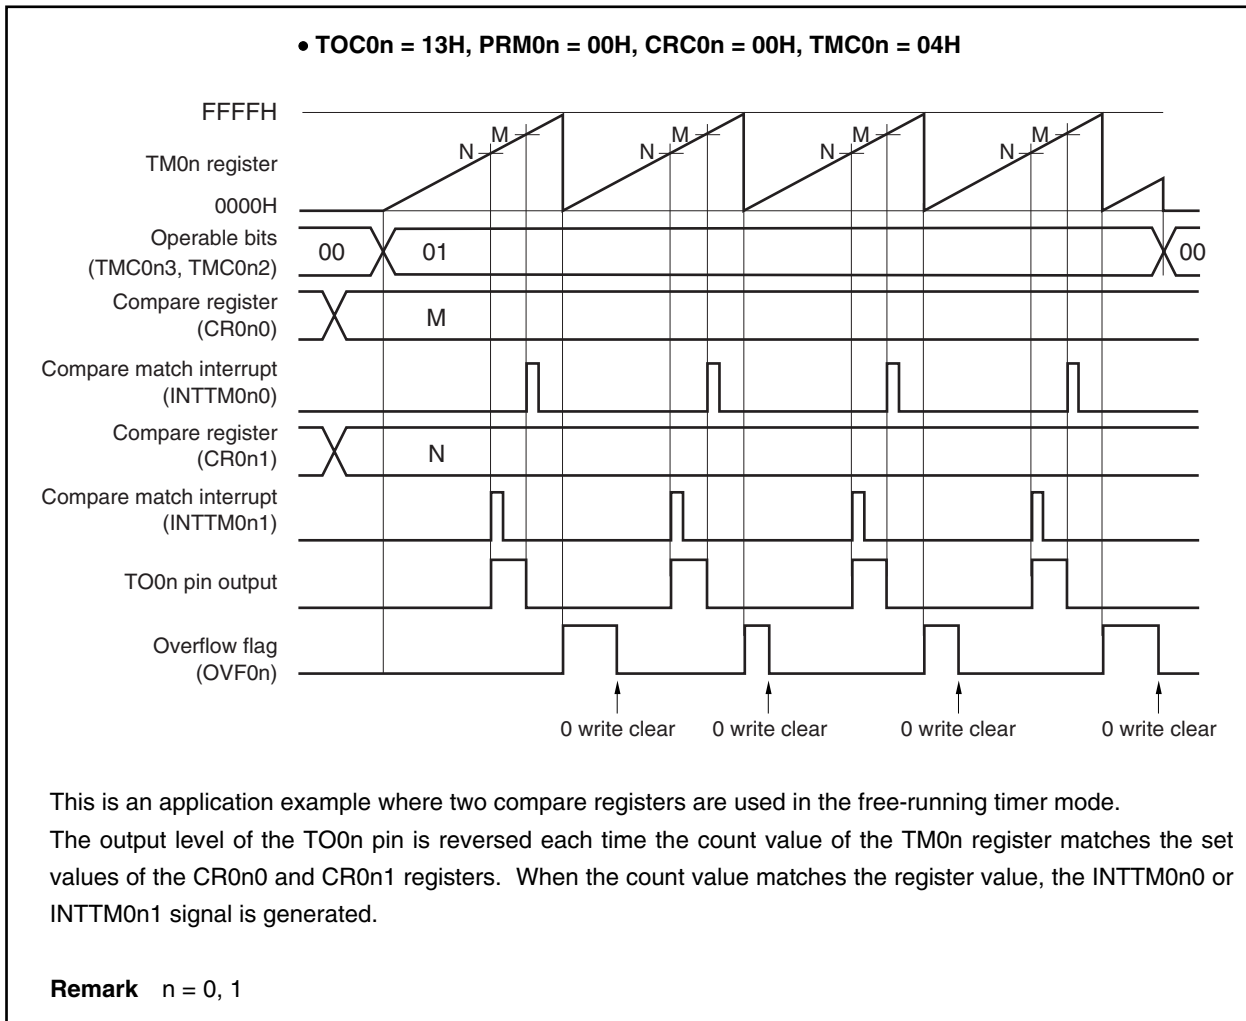 • TOC0n = 13H, PRM0n = 00H, CRC0n = 00H, TMC0n = 04H
FFFFH
TM0n register
0000H
N M N M N M N M
Operable bits
(TMC0n3, TMC0n2)
00 01 00
Compare register
(CR0n0)
M
Compare match interrupt
(INTTM0n0)
Compare register
(CR0n1)
N
Compare match interrupt
(INTTM0n1)
TO0n pin output
Overflow flag
(OVF0n)
0 write clear 0 write clear 0 write clear 0 write clear
This is an application example where two compare registers are used in the free-running timer mode.
The output level of the TO0n pin is reversed each time the count value of the TM0n register matches the set
values of the CR0n0 and CR0n1 registers. When the count value matches the register value, the INTTM0n0 or
INTTM0n1 signal is generated.
Remark n = 0, 1